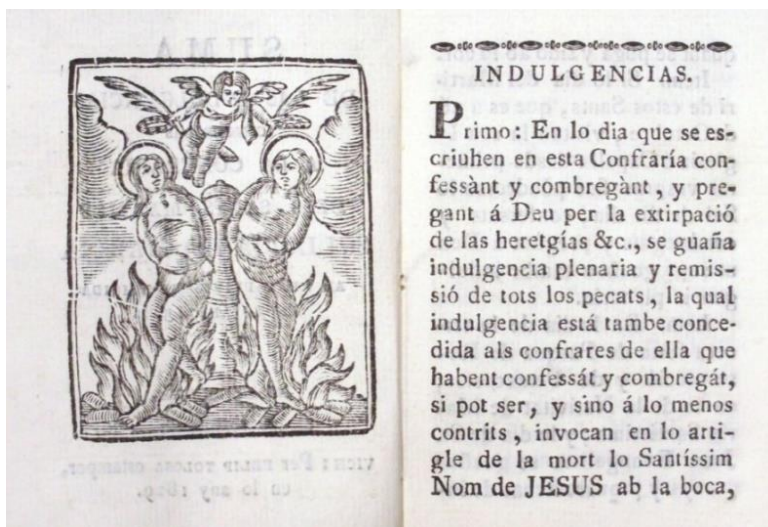 INDULGENCIAS.
Primo: En lo dia que se es-
criuhen en esta Confraría con-
fessànt y combregànt, y pre-
gant á Deu per la extirpació
de las heretgías &c., se guaña
indulgencia plenaria y remis-
sió de tots los pecats, la qual
indulgencia está tambe conce-
dida als confrares de ella que
habent confessát y combregát,
si pot ser, y sino á lo menos
contrits, invocan en lo arti-
gle de la mort lo Santíssim
Nom de JESUS ab la boca,